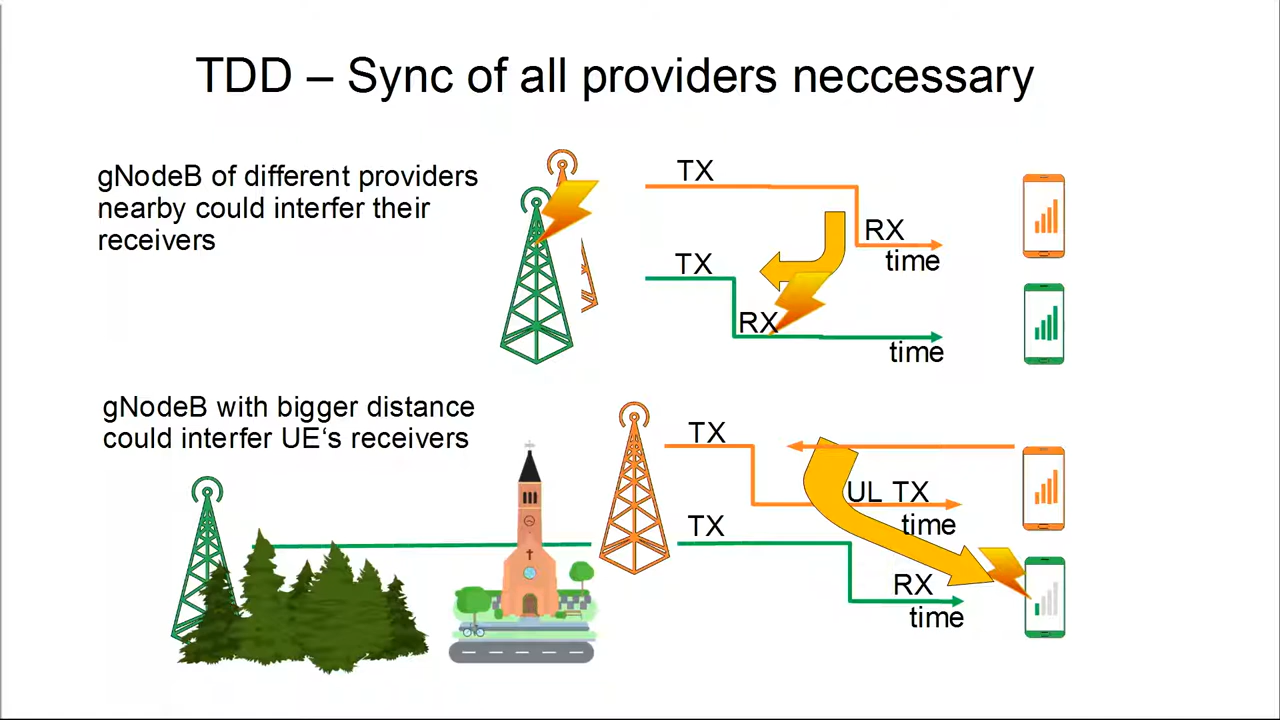 TDD – Sync of all providers neccessary
gNodeB of different providers
nearby could interfer their
receivers
TX
RX
time
TX
RX
time
gNodeB with bigger distance
could interfer UE‘s receivers
TX
UL TX
time
TX
RX
time